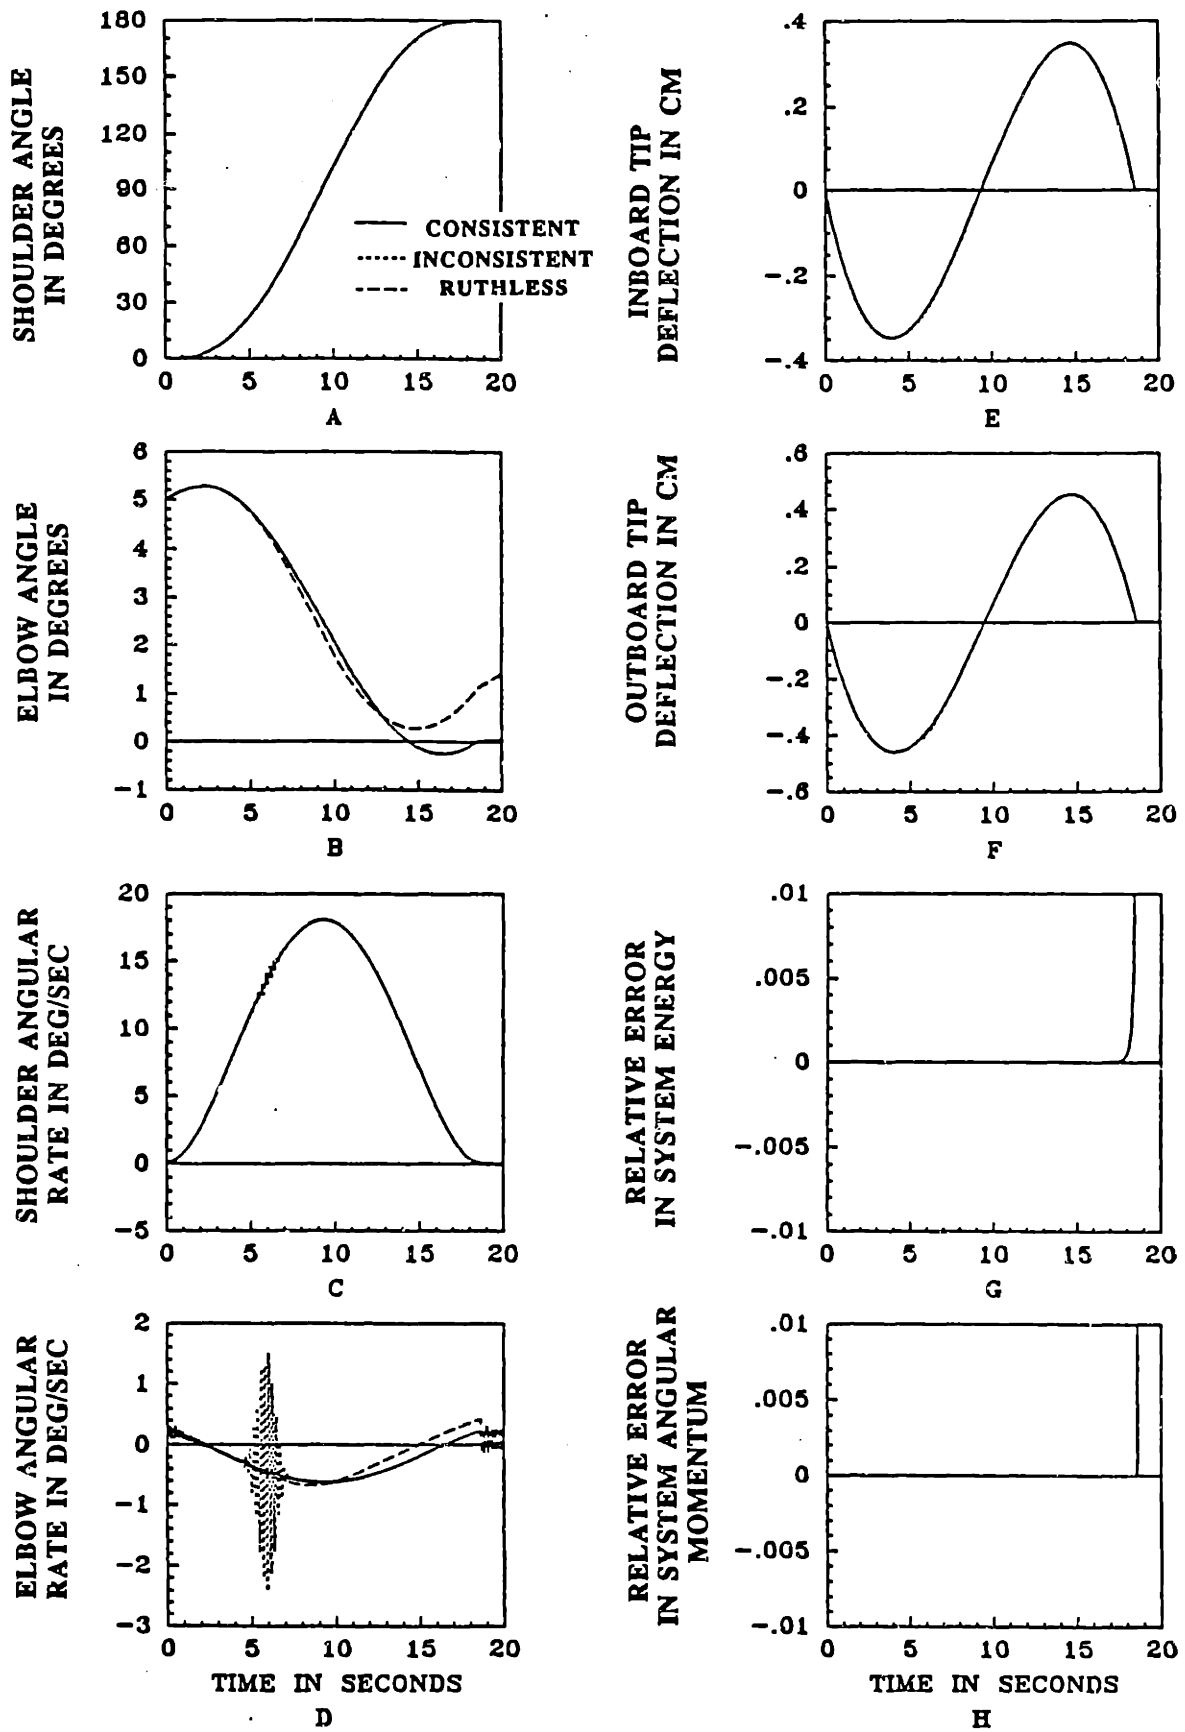 SHOULDER ANGLE
IN DEGREES
180
150
120
90
60
30
0
0 5 10 15 20
A
CONSISTENT
INCONSISTENT
RUTHLESS
INBOARD TIP
DEFLECTION IN CM
.4
.2
0
-.2
-.4
0 5 10 15 20
E
ELBOW ANGLE
IN DEGREES
6
5
4
3
2
1
0
-1
0 5 10 15 20
B
OUTBOARD TIP
DEFLECTION IN CM
.6
.4
.2
0
-.2
-.4
-.6
0 5 10 15 20
F
SHOULDER ANGULAR
RATE IN DEG/SEC
20
15
10
5
0
-5
0 5 10 15 20
C
RELATIVE ERROR
IN SYSTEM ENERGY
.01
.005
0
-.005
-.01
0 5 10 15 20
G
ELBOW ANGULAR
RATE IN DEG/SEC
2
1
0
-1
-2
-3
0 5 10 15 20
TIME IN SECONDS
D
RELATIVE ERROR
IN SYSTEM ANGULAR
MOMENTUM
.01
.005
0
-.005
-.01
0 5 10 15 20
TIME IN SECONDS
H